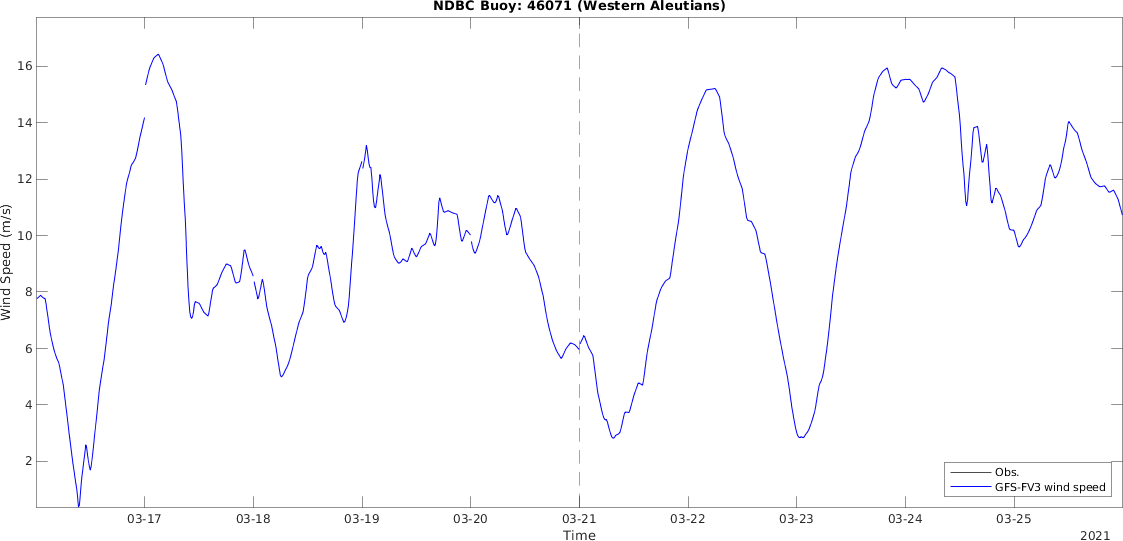 NDBC Buoy: 46071 (Western Aleutians)
Wind Speed (m/s)
16
14
12
10
8
6
4
2
03-17 03-18 03-19 03-20 03-21 03-22 03-23 03-24 03-25
Time
2021
Obs.
GFS-FV3 wind speed